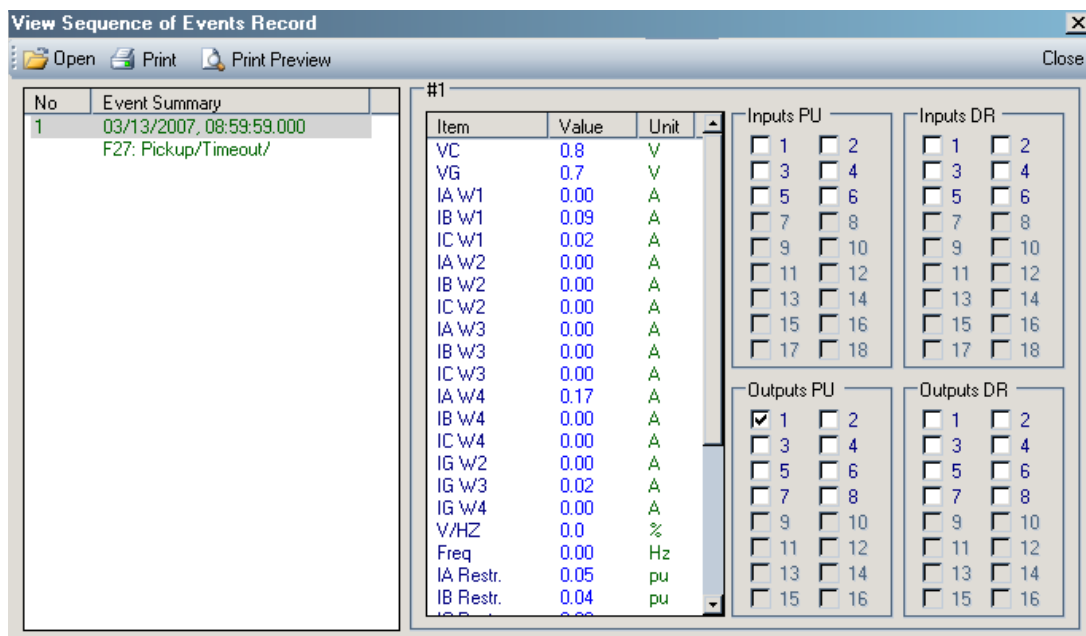 View Sequence of Events Record
Open Print Print Preview Close
No Event Summary
1 03/13/2007, 08:59:59.000
F27: Pickup/Timeout/
#1
Item Value Unit
VC 0.8 V
VG 0.7 V
IA W1 0.00 A
IB W1 0.09 A
IC W1 0.02 A
IA W2 0.00 A
IB W2 0.00 A
IC W2 0.00 A
IA W3 0.00 A
IB W3 0.00 A
IC W3 0.00 A
IA W4 0.17 A
IB W4 0.00 A
IC W4 0.00 A
IG W2 0.00 A
IG W3 0.02 A
IG W4 0.00 A
V/HZ 0.0 %
Freq 0.00 Hz
IA Restr. 0.05 pu
IB Restr. 0.04 pu
Inputs PU
1 2
3 4
5 6
7 8
9 10
11 12
13 14
15 16
17 18
Inputs DR
1 2
3 4
5 6
7 8
9 10
11 12
13 14
15 16
17 18
Outputs PU
1 2
3 4
5 6
7 8
9 10
11 12
13 14
15 16
Outputs DR
1 2
3 4
5 6
7 8
9 10
11 12
13 14
15 16